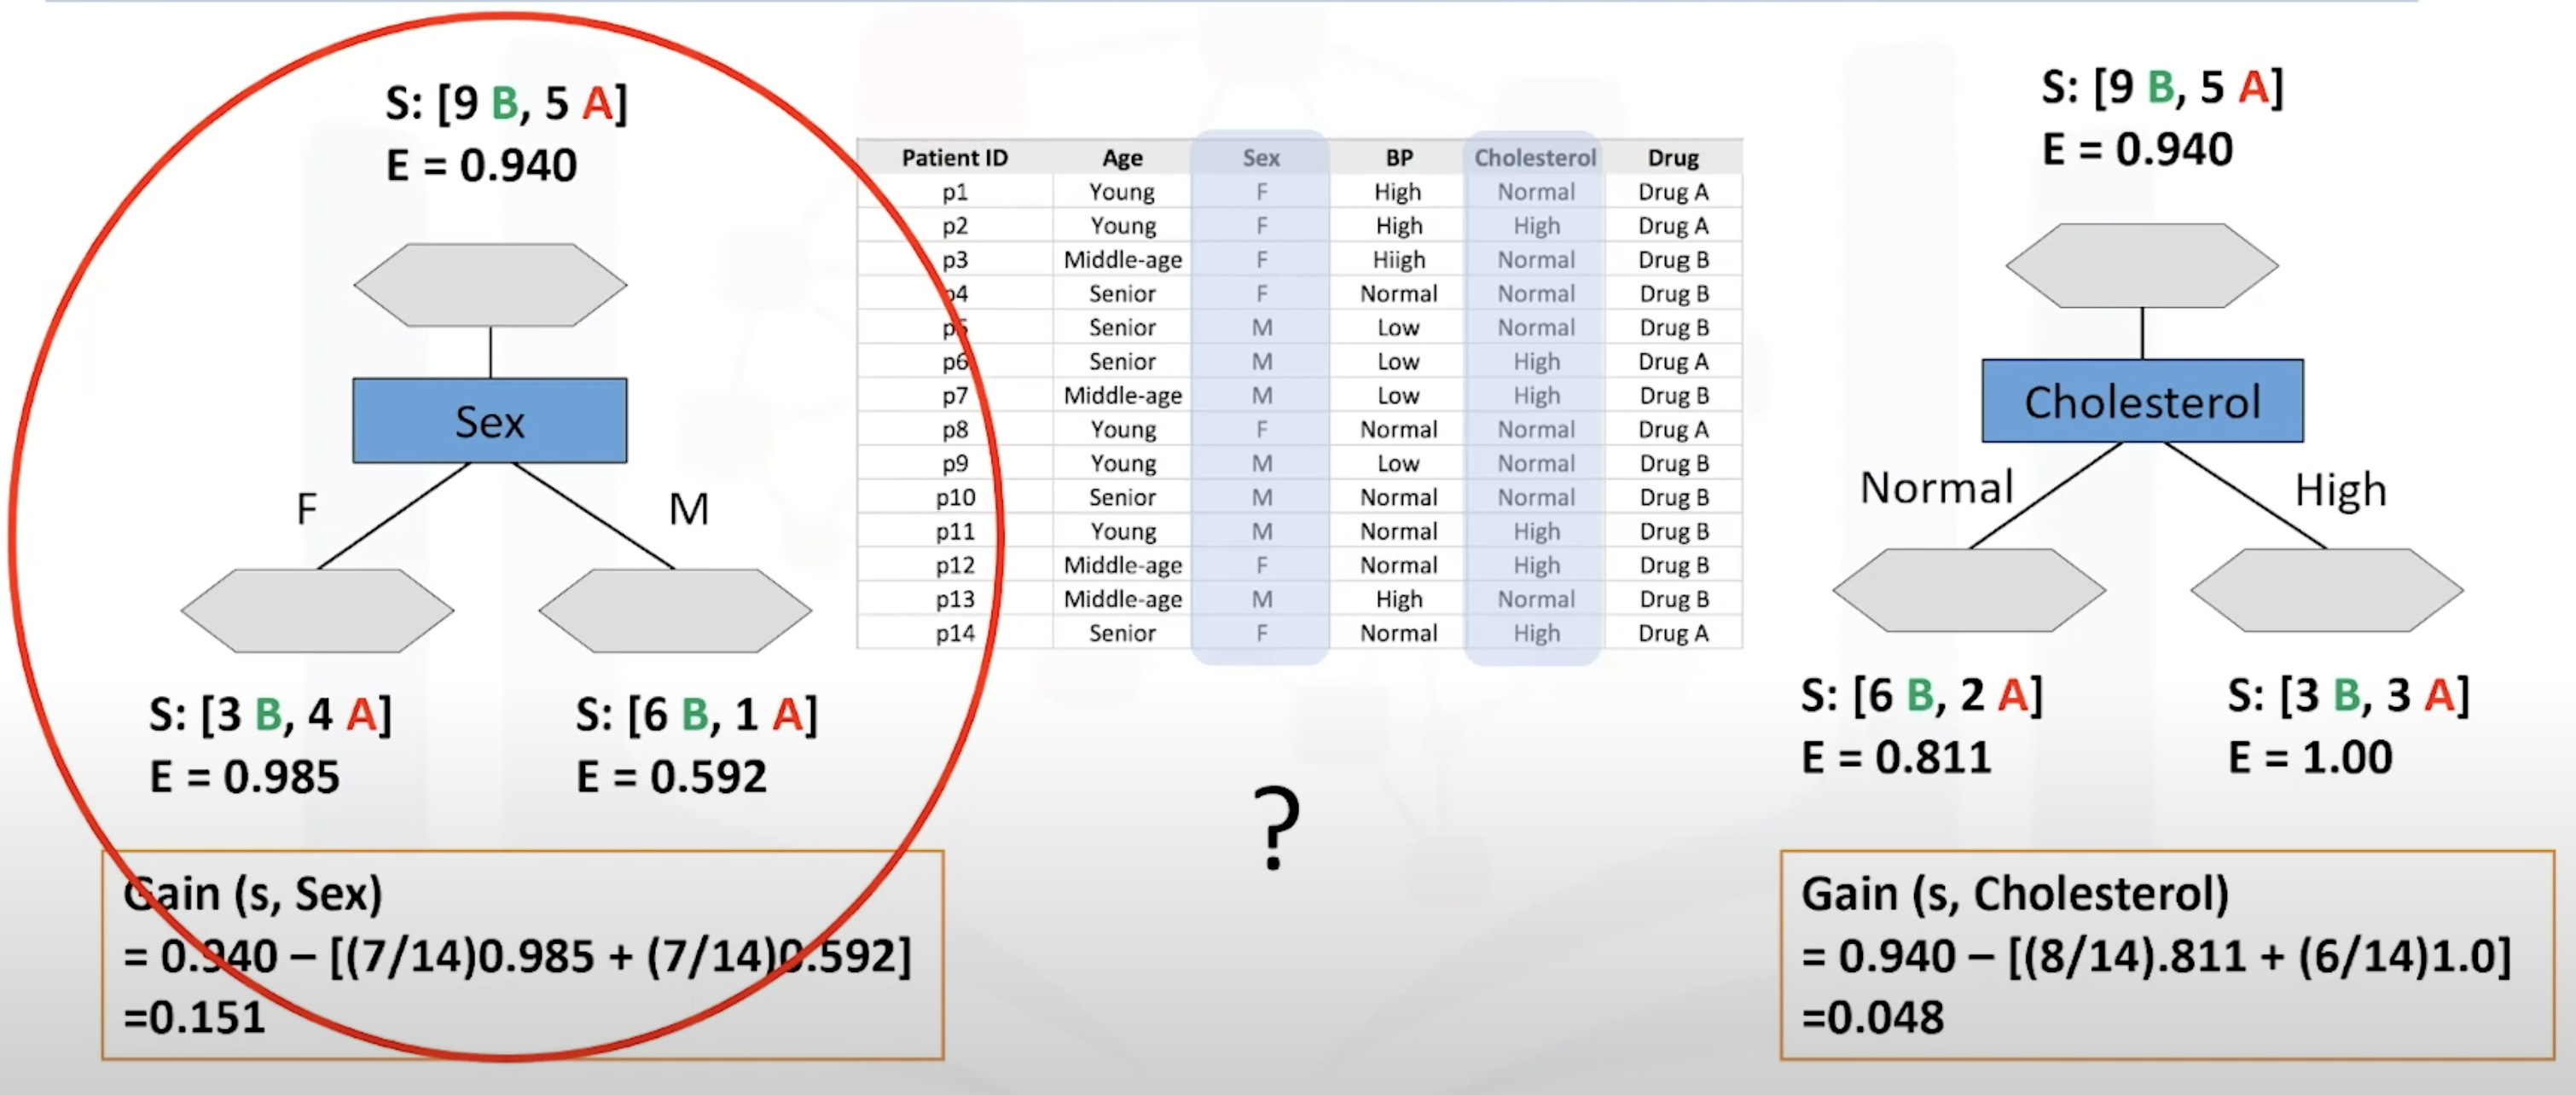 S: [9 B, 5 A]
E = 0.940
Sex
F
M
S: [3 B, 4 A]
E = 0.985
S: [6 B, 1 A]
E = 0.592
Gain (s, Sex)
= 0.940 – [(7/14)0.985 + (7/14)0.592]
=0.151
Patient ID Age Sex BP Cholesterol Drug
p1 Young F High Normal Drug A
p2 Young F High High Drug A
p3 Middle-age F Hiigh Normal Drug B
p4 Senior F Normal Normal Drug B
p5 Senior M Low Normal Drug B
p6 Senior M Low High Drug A
p7 Middle-age M Low High Drug B
p8 Young F Normal Normal Drug A
p9 Young M Low Normal Drug B
p10 Senior M Normal Normal Drug B
p11 Young M Normal High Drug B
p12 Middle-age F Normal High Drug B
p13 Middle-age M High Normal Drug B
p14 Senior F Normal High Drug A
?
S: [9 B, 5 A]
E = 0.940
Cholesterol
Normal
High
S: [6 B, 2 A]
E = 0.811
S: [3 B, 3 A]
E = 1.00
Gain (s, Cholesterol)
= 0.940 – [(8/14).811 + (6/14)1.0]
=0.048